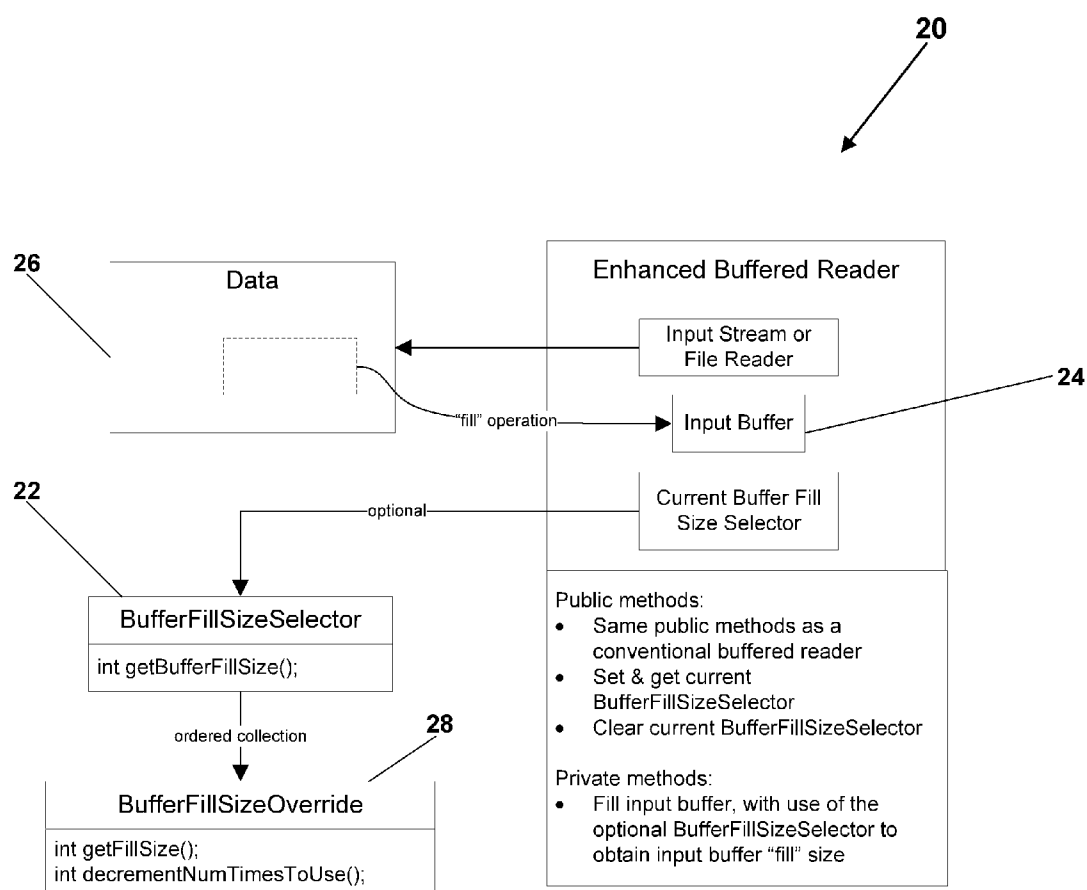 20
26
Data
Enhanced Buffered Reader
Input Stream or
File Reader
24
"fill" operation
Input Buffer
22
optional
Current Buffer Fill
Size Selector
BufferFillSizeSelector
int getBufferFillSize();
ordered collection
28
BufferFillSizeOverride
int getFillSize();
int decrementNumTimesToUse();
Public methods:
• Same public methods as a
conventional buffered reader
• Set & get current
BufferFillSizeSelector
• Clear current BufferFillSizeSelector
Private methods:
• Fill input buffer, with use of the
optional BufferFillSizeSelector to
obtain input buffer “fill” size